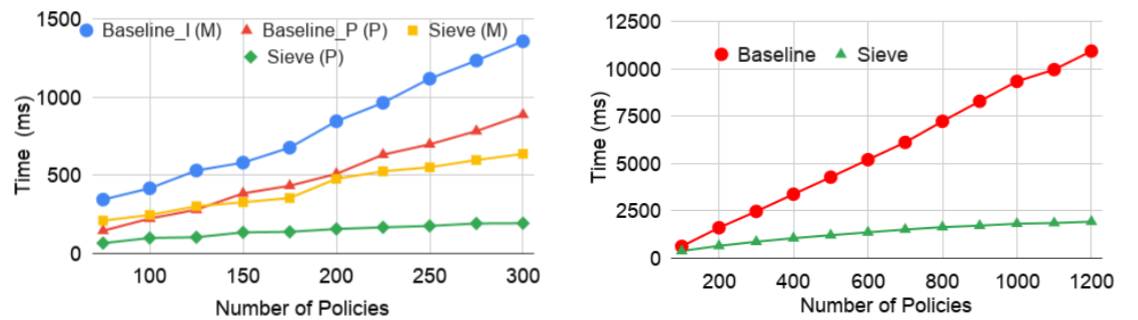 1500
1000
500
0
Time (ms)
Baseline_I (M) Baseline_P (P) Sieve (M)
Sieve (P)
100 150 200 250 300
Number of Policies
12500
10000
7500
5000
2500
0
Time (ms)
Baseline Sieve
200 400 600 800 1000 1200
Number of Policies